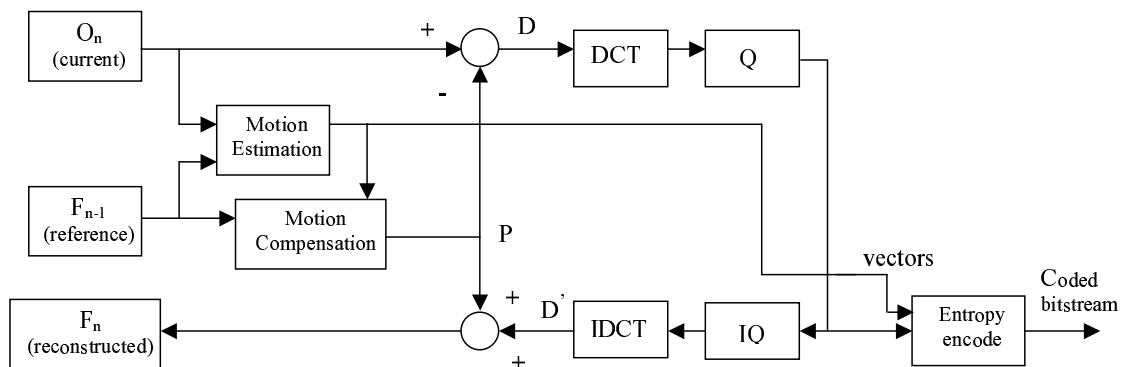 Oₙ
(current)
+
D
DCT
Q
-
Motion
Estimation
Fₙ₋₁
(reference)
Motion
Compensation
P
vectors
Coded
bitstream
Fₙ
(reconstructed)
+
D’
+
IDCT
IQ
Entropy
encode